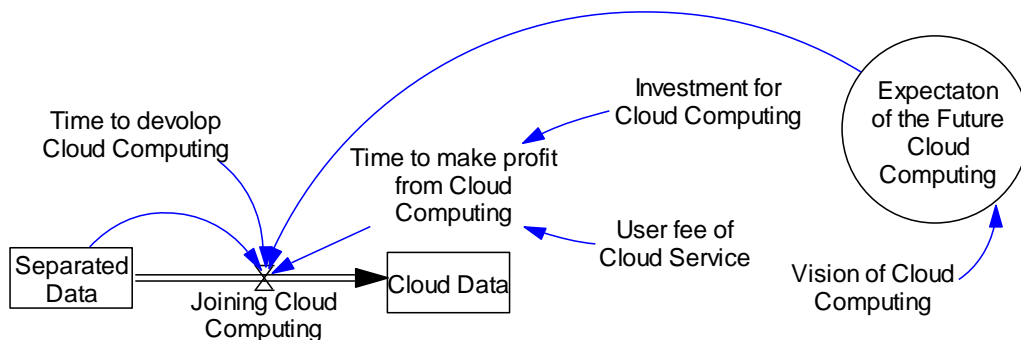 Time to devolop
Cloud Computing
Investment for
Cloud Computing
Expectaton
of the Future
Cloud
Computing
Time to make profit
from Cloud
Computing
User fee of
Cloud Service
Separated
Data
Joining Cloud
Computing
Cloud Data
Vision of Cloud
Computing